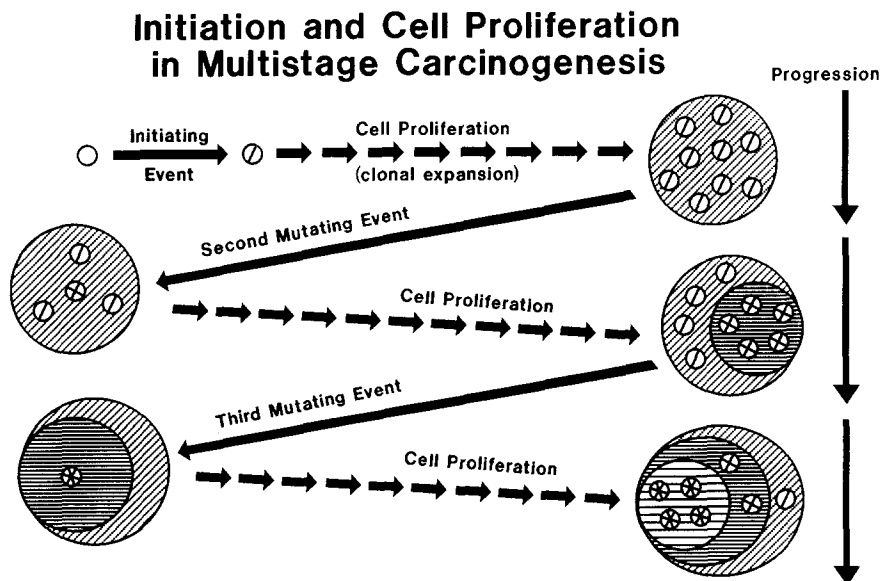 Initiation and Cell Proliferation
in Multistage Carcinogenesis
Progression
Initiating
Event
Cell Proliferation
(clonal expansion)
Second Mutating Event
Cell Proliferation
Third Mutating Event
Cell Proliferation